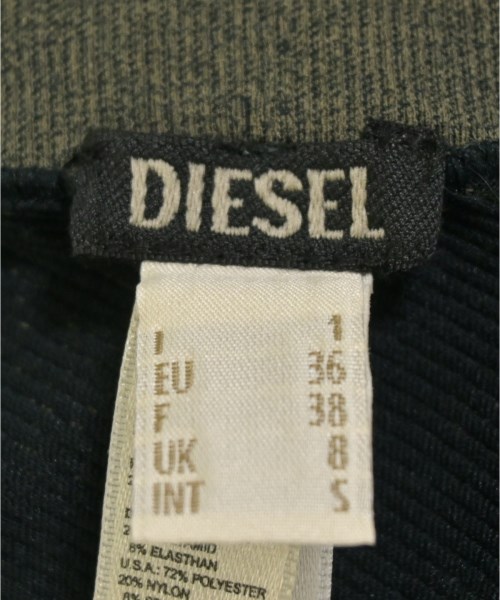 DIESEL
I 1
EU 36
F 38
UK 8
INT S
8% ELASTHAN
U.S.A.: 72% POLYESTER
20% NYLON